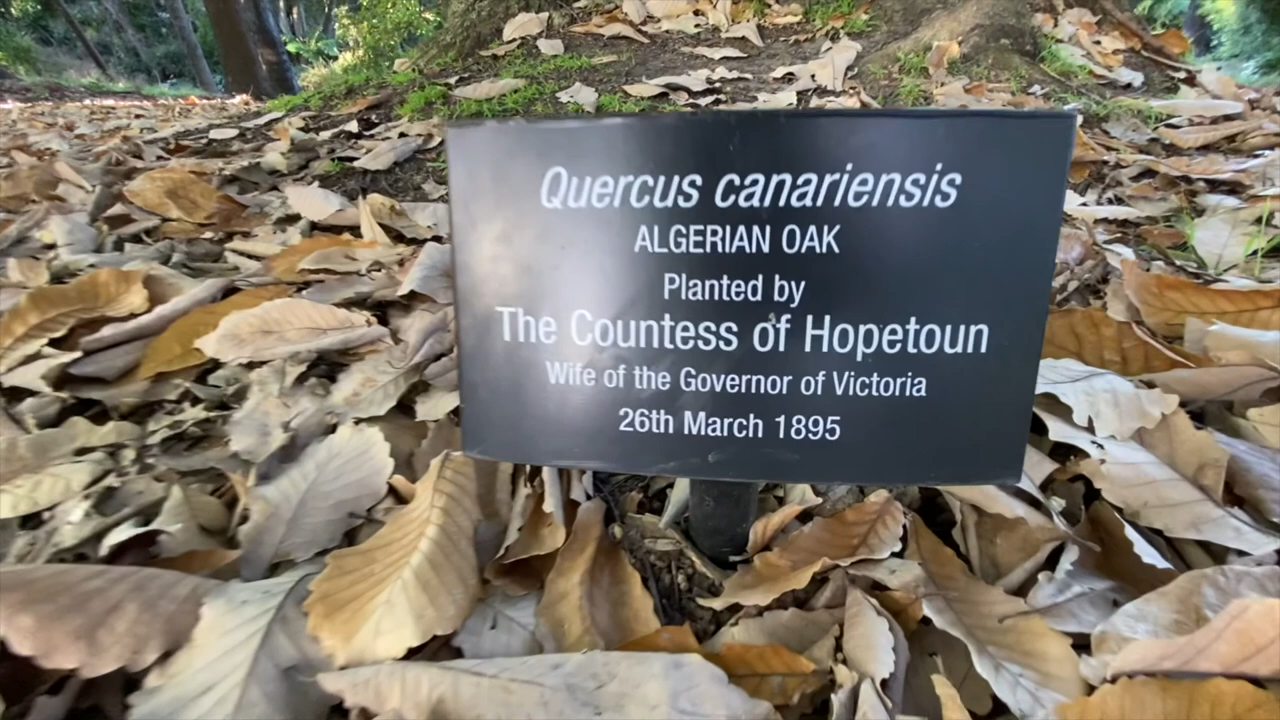 Quercus canariensis
ALGERIAN OAK
Planted by
The Countess of Hopetoun
Wife of the Governor of Victoria
26th March 1895